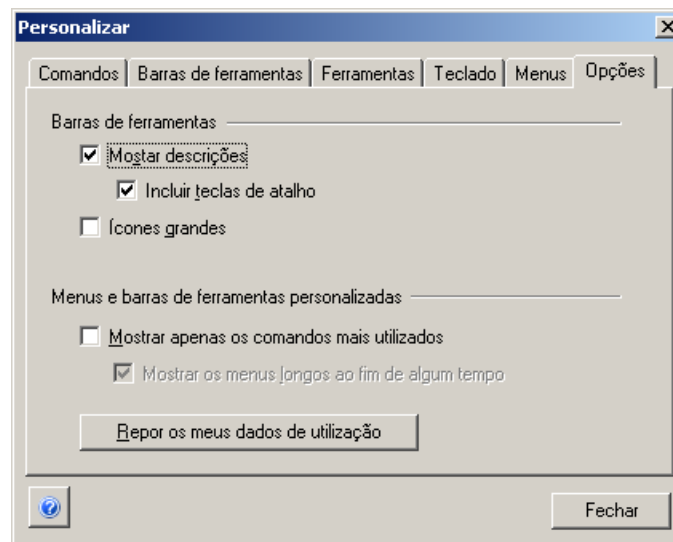 Personalizar
Comandos Barras de ferramentas Ferramentas Teclado Menus Opções
Barras de ferramentas
Mostar descrições
Incluir teclas de atalho
Ícones grandes
Menus e barras de ferramentas personalizadas
Mostrar apenas os comandos mais utilizados
Mostrar os menus longos ao fim de algum tempo
Repor os meus dados de utilização
?
Fechar